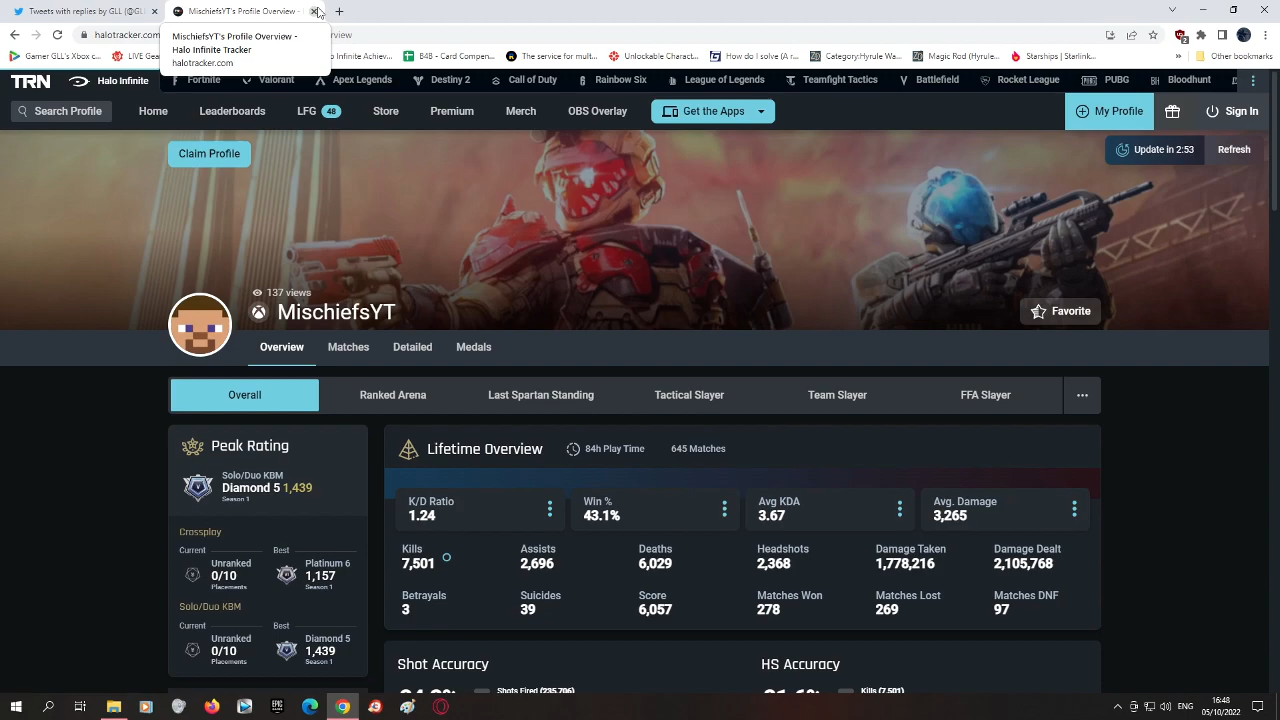 Tweets with replies by GLL (@GL
MischiefsYT's Profile Overview -
halotracker.com
view
MischiefsYT's Profile Overview -
Halo Infinite Tracker
halotracker.com
Gamer GLL's Xbox c...
LIVE Gea
Infinite Achiev...
B4B - Card Compen...
The service for mult...
Unlockable Charact...
How do I solve (A r...
Category:Hyrule Wa...
Magic Rod (Hyrule...
Starships | Starlink...
»
Other bookmarks
TRN
Halo Infinite
Fortnite
Valorant
Apex Legends
Destiny 2
Call of Duty
Rainbow Six
League of Legends
Teamfight Tactics
Battlefield
Rocket League
PUBG
Bloodhunt
Search Profile
Home
Leaderboards
LFG 48
Store
Premium
Merch
OBS Overlay
Get the Apps
My Profile
Sign In
Claim Profile
Update in 2:53
Refresh
137 views
MischiefsYT
Favorite
Overview
Matches
Detailed
Medals
Overall
Ranked Arena
Last Spartan Standing
Tactical Slayer
Team Slayer
FFA Slayer
Peak Rating
Solo/Duo KBM
Diamond 5 1,439
Season 1
Crossplay
Current
Best
Unranked
0/10
Placements
Platinum 6
1,157
Season 1
Solo/Duo KBM
Current
Best
Unranked
0/10
Placements
Diamond 5
1,439
Season 1
Lifetime Overview
84h Play Time
645 Matches
K/D Ratio
1.24
Win %
43.1%
Avg KDA
3.67
Avg. Damage
3,265
Kills
7,501
Assists
2,696
Deaths
6,029
Headshots
2,368
Damage Taken
1,778,216
Damage Dealt
2,105,768
Betrayals
3
Suicides
39
Score
6,057
Matches Won
278
Matches Lost
269
Matches DNF
97
Shot Accuracy
Shots Fired (235,706)
HS Accuracy
Kills (7,501)
EPIC
ENG
16:48
05/10/2022